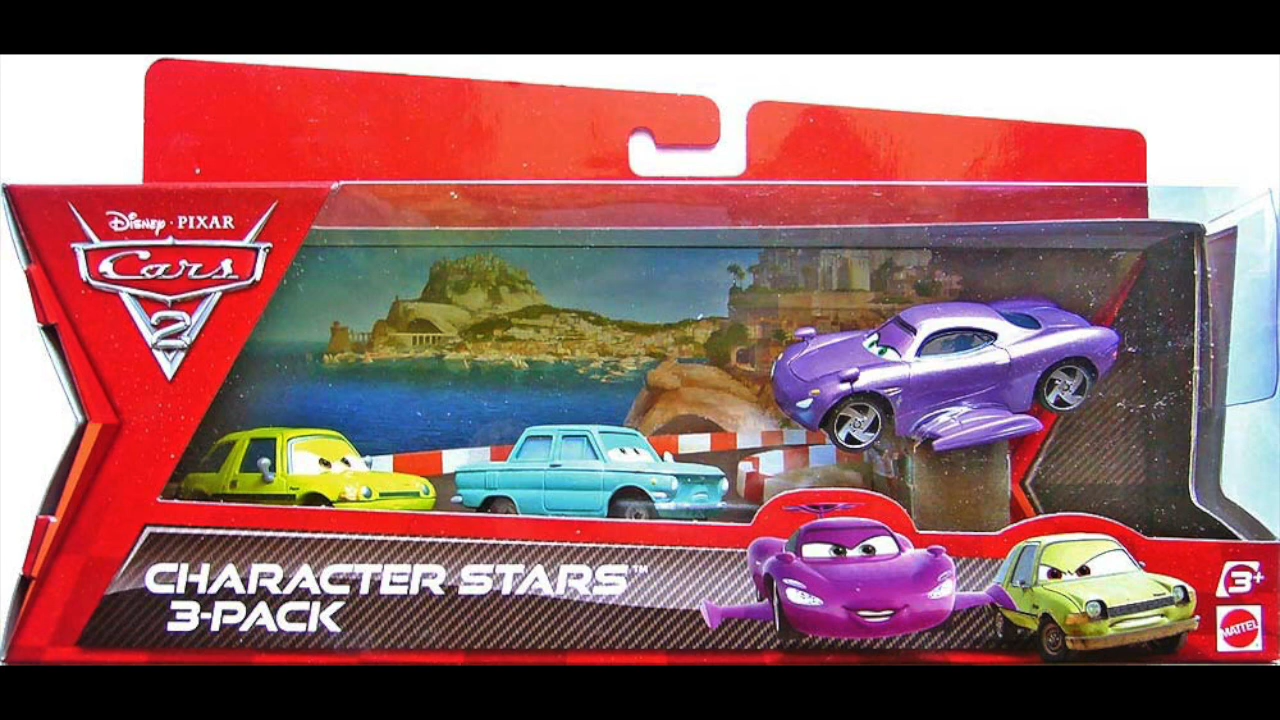 Disney · PIXAR
Cars
2
CHARACTER STARS™
3-PACK
3+
MATTEL